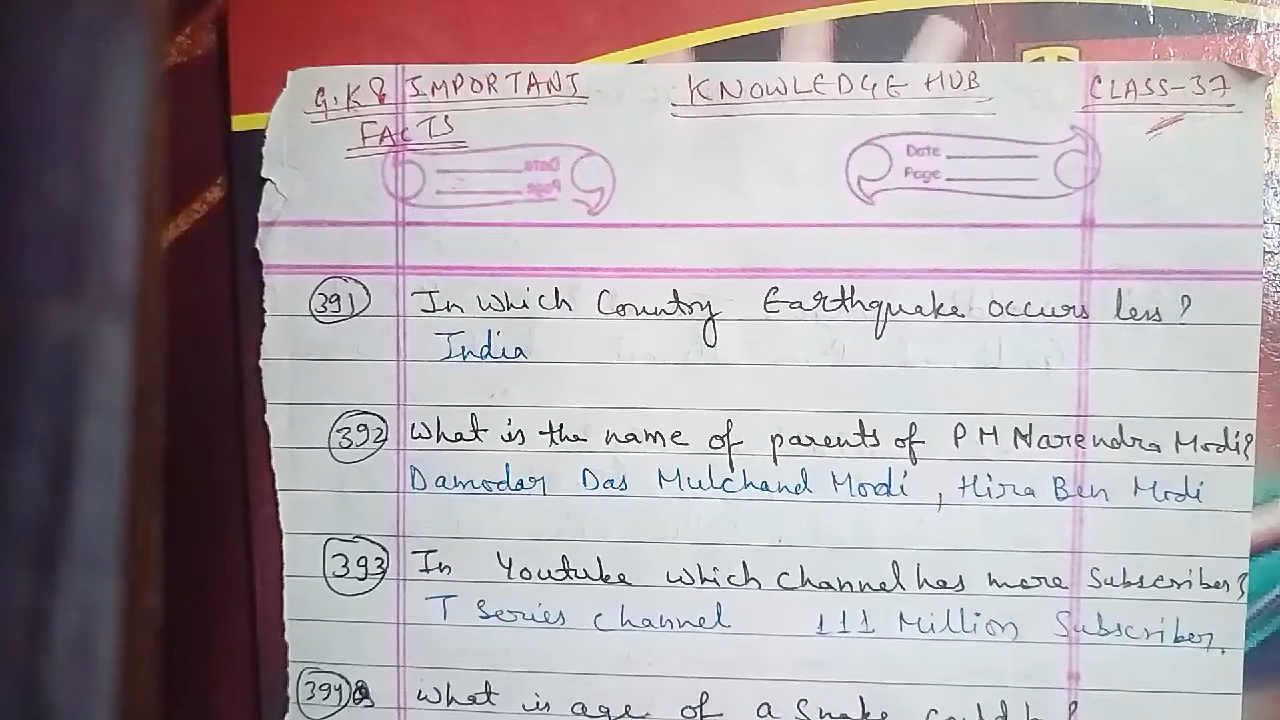 G.K & IMPORTANT KNOWLEDGE HUB CLASS-37
FACTS
Date
Page
391 In which Country Earthquake occurs less?
India
392 What is the name of parents of PM Narendra Modi?
Damodar Das Mulchand Modi, Hira Ben Modi
393 In Youtube which channel has more Subscriber?
T Series channel 111 Million Subscriber.
394 What is age of a Snake could be?